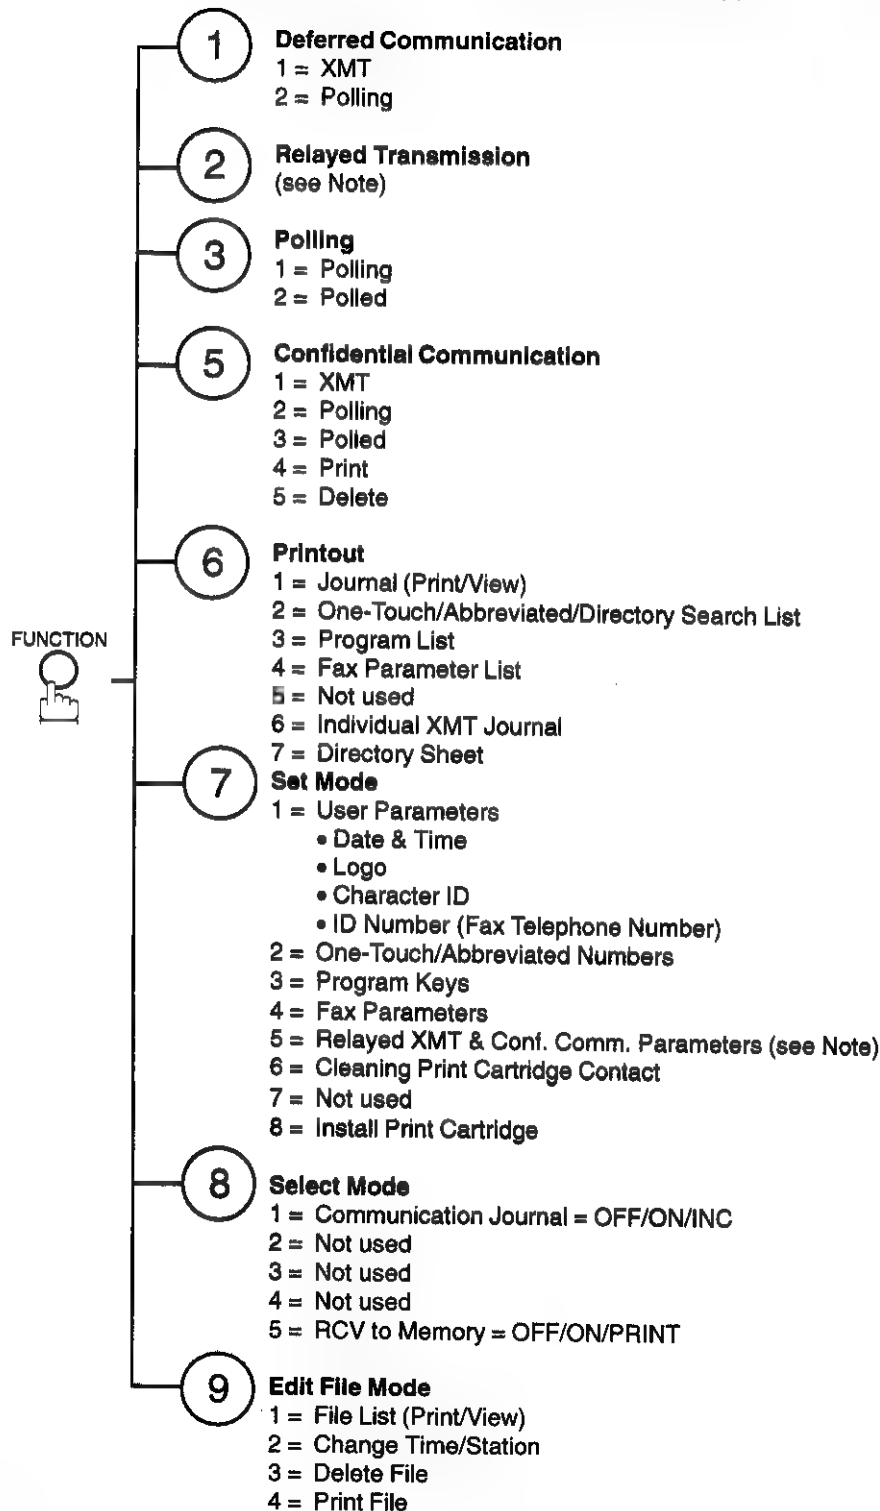 1
Deferred Communication
1 = XMT
2 = Polling
2
Relayed Transmission
(see Note)
3
Polling
1 = Polling
2 = Polled
5
Confidential Communication
1 = XMT
2 = Polling
3 = Polled
4 = Print
5 = Delete
6
Printout
1 = Journal (Print/View)
2 = One-Touch/Abbreviated/Directory Search List
3 = Program List
4 = Fax Parameter List
5 = Not used
6 = Individual XMT Journal
7 = Directory Sheet
FUNCTION
7
Set Mode
1 = User Parameters
• Date & Time
• Logo
• Character ID
• ID Number (Fax Telephone Number)
2 = One-Touch/Abbreviated Numbers
3 = Program Keys
4 = Fax Parameters
5 = Relayed XMT & Conf. Comm. Parameters (see Note)
6 = Cleaning Print Cartridge Contact
7 = Not used
8 = Install Print Cartridge
8
Select Mode
1 = Communication Journal = OFF/ON/INC
2 = Not used
3 = Not used
4 = Not used
5 = RCV to Memory = OFF/ON/PRINT
9
Edit File Mode
1 = File List (Print/View)
2 = Change Time/Station
3 = Delete File
4 = Print File